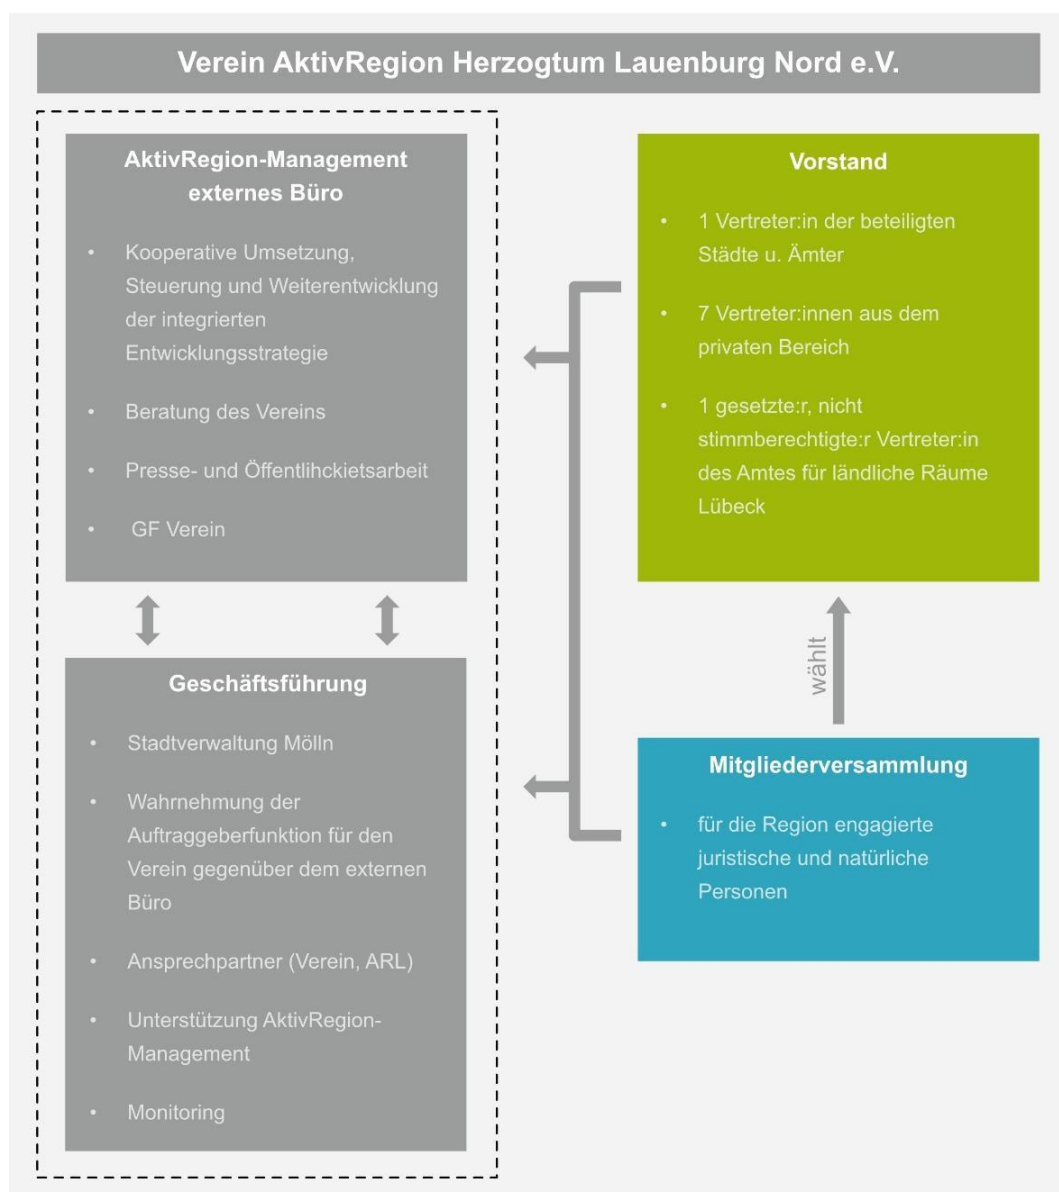 Verein AktivRegion Herzogtum Lauenburg Nord e.V.
AktivRegion-Management
externes Büro
• Kooperative Umsetzung,
Steuerung und Weiterentwicklung
der integrierten
Entwicklungsstrategie
• Beratung des Vereins
• Presse- und Öffentlihckietsarbeit
• GF Verein
Geschäftsführung
• Stadtverwaltung Mölln
• Wahrnehmung der
Auftraggeberfunktion für den
Verein gegenüber dem externen
Büro
• Ansprechpartner (Verein, ARL)
• Unterstützung AktivRegion-
Management
• Monitoring
Vorstand
• 1 Vertreter:in der beteiligten
Städte u. Ämter
• 7 Vertreter:innen aus dem
privaten Bereich
• 1 gesetzte:r, nicht
stimmberechtigte:r Vertreter:in
des Amtes für ländliche Räume
Lübeck
wählt
Mitgliederversammlung
• für die Region engagierte
juristische und natürliche
Personen